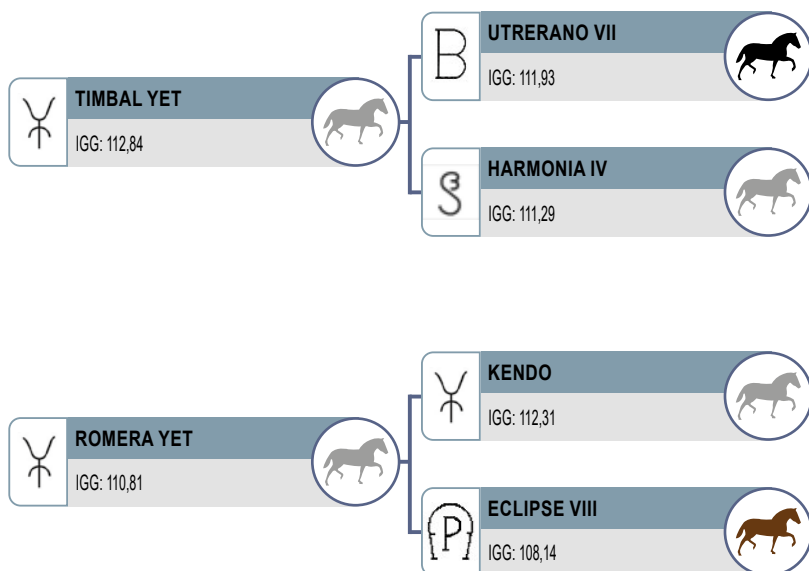 TIMBAL YET
IGG: 112,84
B
UTRERANO VII
IGG: 111,93
HARMONIA IV
IGG: 111,29
ROMERA YET
IGG: 110,81
KENDO
IGG: 112,31
P
ECLIPSE VIII
IGG: 108,14